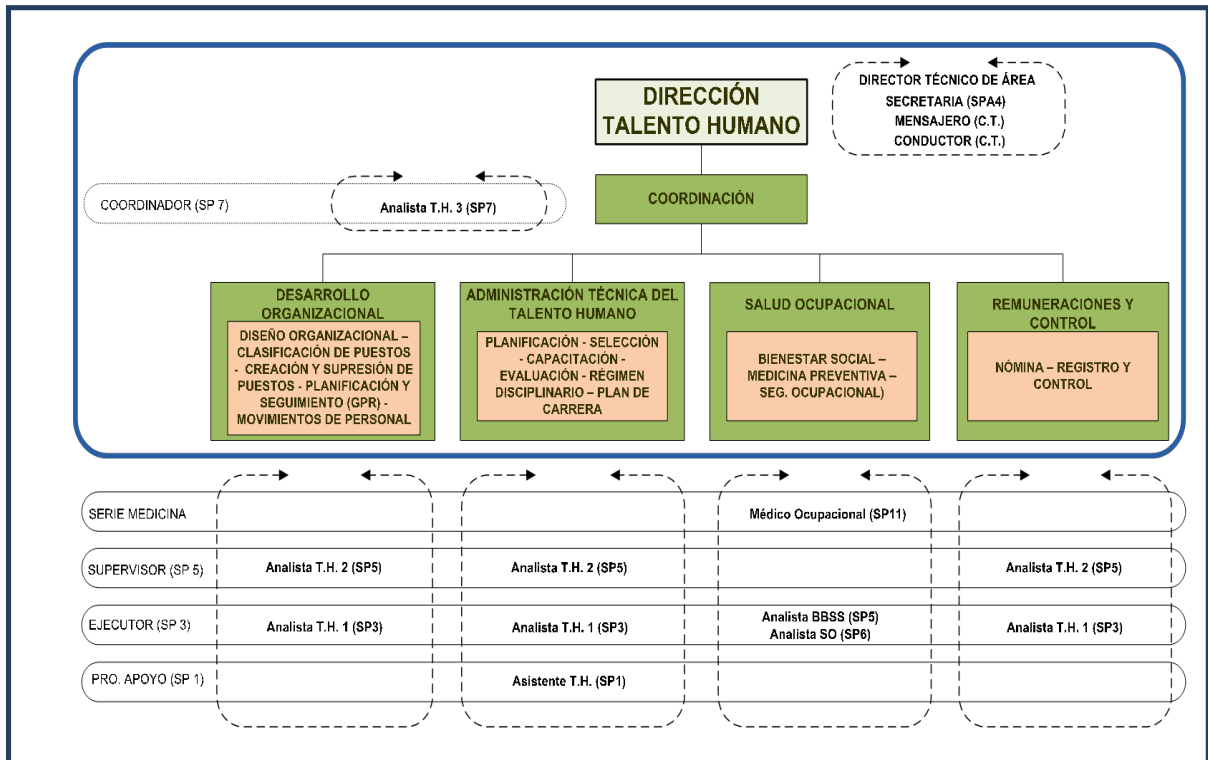 DIRECCIÓN
TALENTO HUMANO
DIRECTOR TÉCNICO DE ÁREA
SECRETARIA (SPA4)
MENSAJERO (C.T.)
CONDUCTOR (C.T.)
COORDINADOR (SP 7)
Analista T.H. 3 (SP7)
COORDINACIÓN
DESARROLLO
ORGANIZACIONAL
DISEÑO ORGANIZACIONAL –
CLASIFICACIÓN DE PUESTOS
- CREACIÓN Y SUPRESIÓN DE
PUESTOS - PLANIFICACIÓN Y
SEGUIMIENTO (GPR) -
MOVIMIENTOS DE PERSONAL
ADMINISTRACIÓN TÉCNICA DEL
TALENTO HUMANO
PLANIFICACIÓN - SELECCIÓN
- CAPACITACIÓN -
EVALUACIÓN - RÉGIMEN
DISCIPLINARIO – PLAN DE
CARRERA
SALUD OCUPACIONAL
BIENESTAR SOCIAL –
MEDICINA PREVENTIVA –
SEG. OCUPACIONAL)
REMUNERACIONES Y
CONTROL
NÓMINA – REGISTRO Y
CONTROL
SERIE MEDICINA
Médico Ocupacional (SP11)
SUPERVISOR (SP 5)
Analista T.H. 2 (SP5)
Analista T.H. 2 (SP5)
Analista T.H. 2 (SP5)
EJECUTOR (SP 3)
Analista T.H. 1 (SP3)
Analista T.H. 1 (SP3)
Analista BBSS (SP5)
Analista SO (SP6)
Analista T.H. 1 (SP3)
PRO. APOYO (SP 1)
Asistente T.H. (SP1)